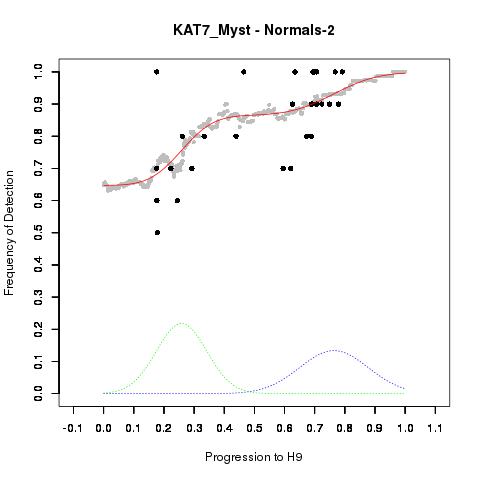 KAT7_Myst - Normals-2
Frequency of Detection
1.0
0.9
0.8
0.7
0.6
0.5
0.4
0.3
0.2
0.1
0.0
-0.1 0.0 0.1 0.2 0.3 0.4 0.5 0.6 0.7 0.8 0.9 1.0 1.1
Progression to H9